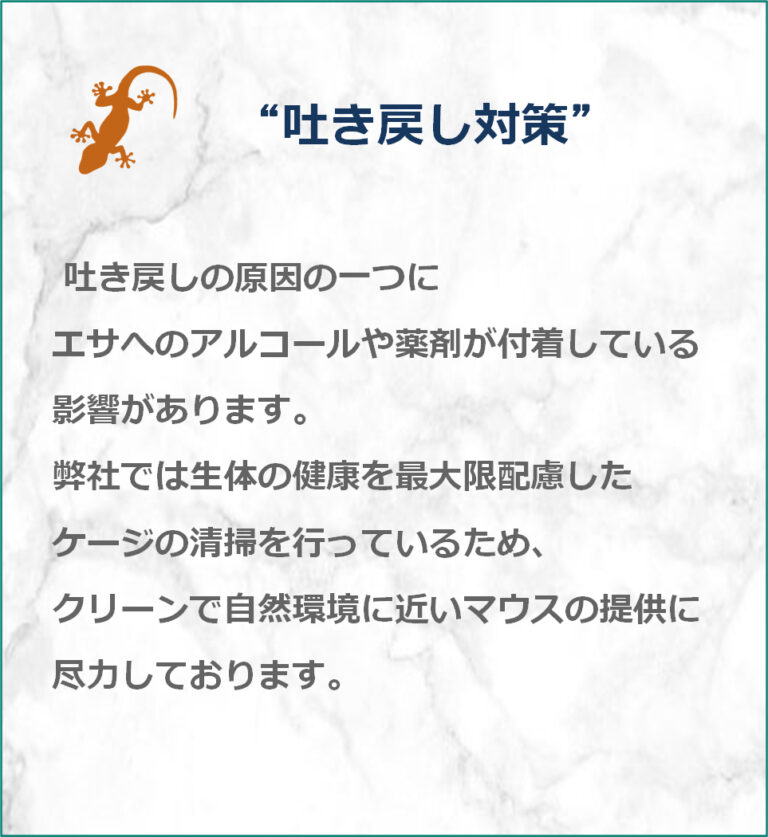 “吐き戻し対策”
吐き戻しの原因の一つに
エサへのアルコールや薬剤が付着している
影響があります。
弊社では生体の健康を最大限配慮した
ケージの清掃を行っているため、
クリーンで自然環境に近いマウスの提供に
尽力しております。